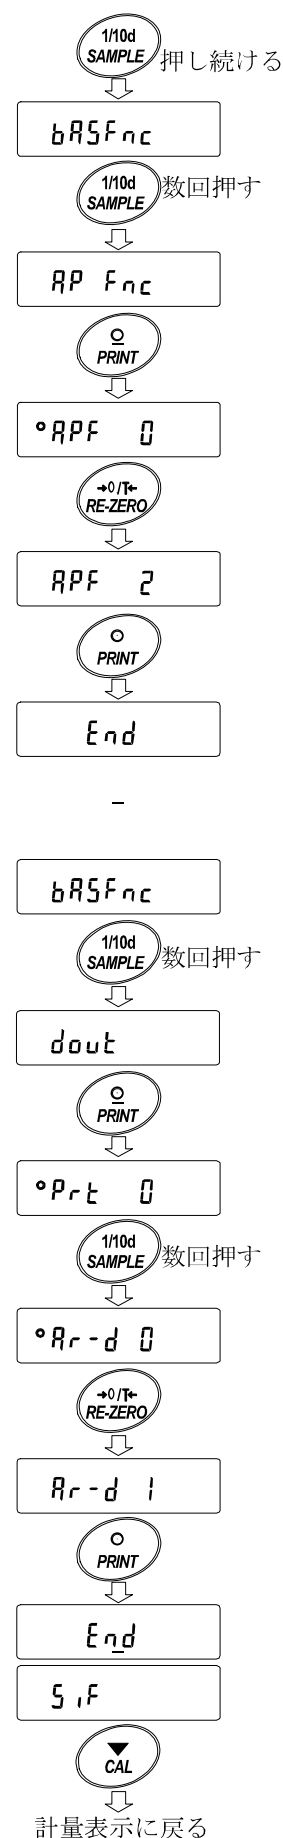 1/10d
SAMPLE 押し続ける
bASFnc
1/10d
SAMPLE 数回押す
AP Fnc
PRINT
APF 0
→0/T←
RE-ZERO
APF 2
PRINT
End
bASFnc
1/10d
SAMPLE 数回押す
dout
PRINT
Prt 0
1/10d
SAMPLE 数回押す
Ar-d 0
→0/T←
RE-ZERO
Ar-d 1
PRINT
End
SiF
CAL
計量表示に戻る